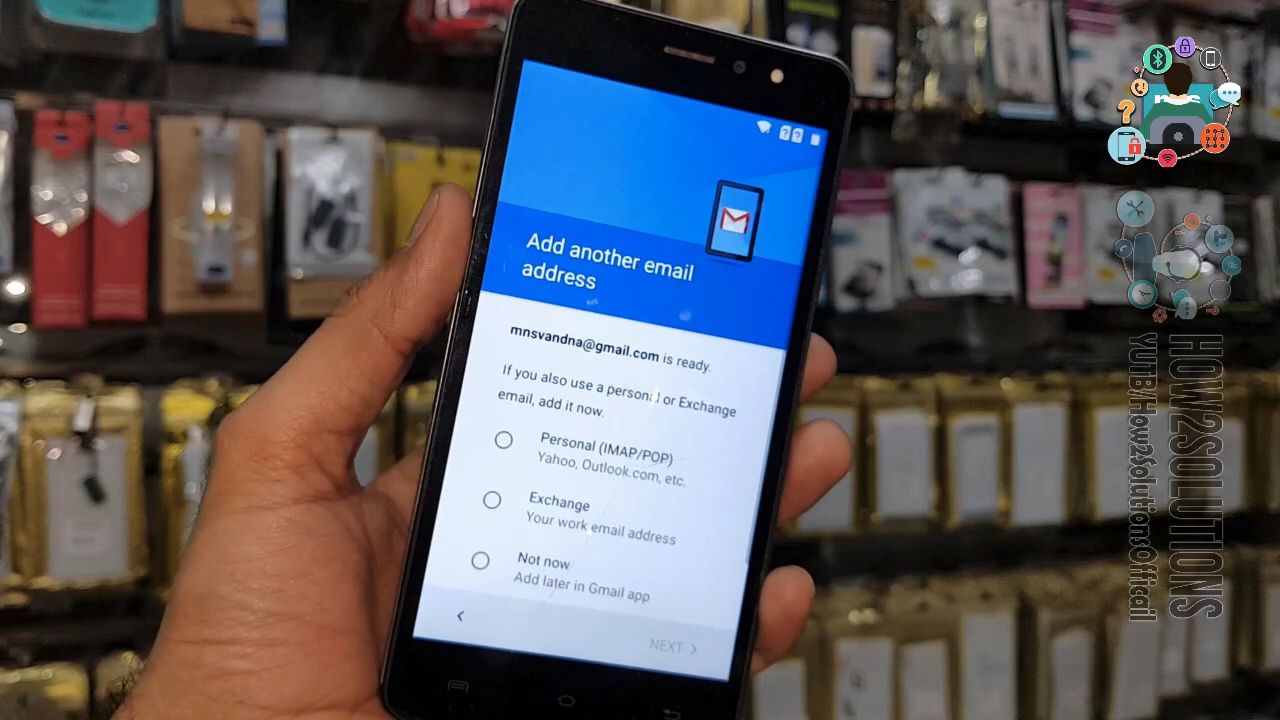 Add another email
address
mnsvandna@gmail.com is ready.
If you also use a personal or Exchange
email, add it now.
Personal (IMAP/POP)
Yahoo, Outlook.com, etc.
Exchange
Your work email address
Not now
Add later in Gmail app
NEXT
HOW2SOLUTIONS
YUTB/How2SolutionsOfficail